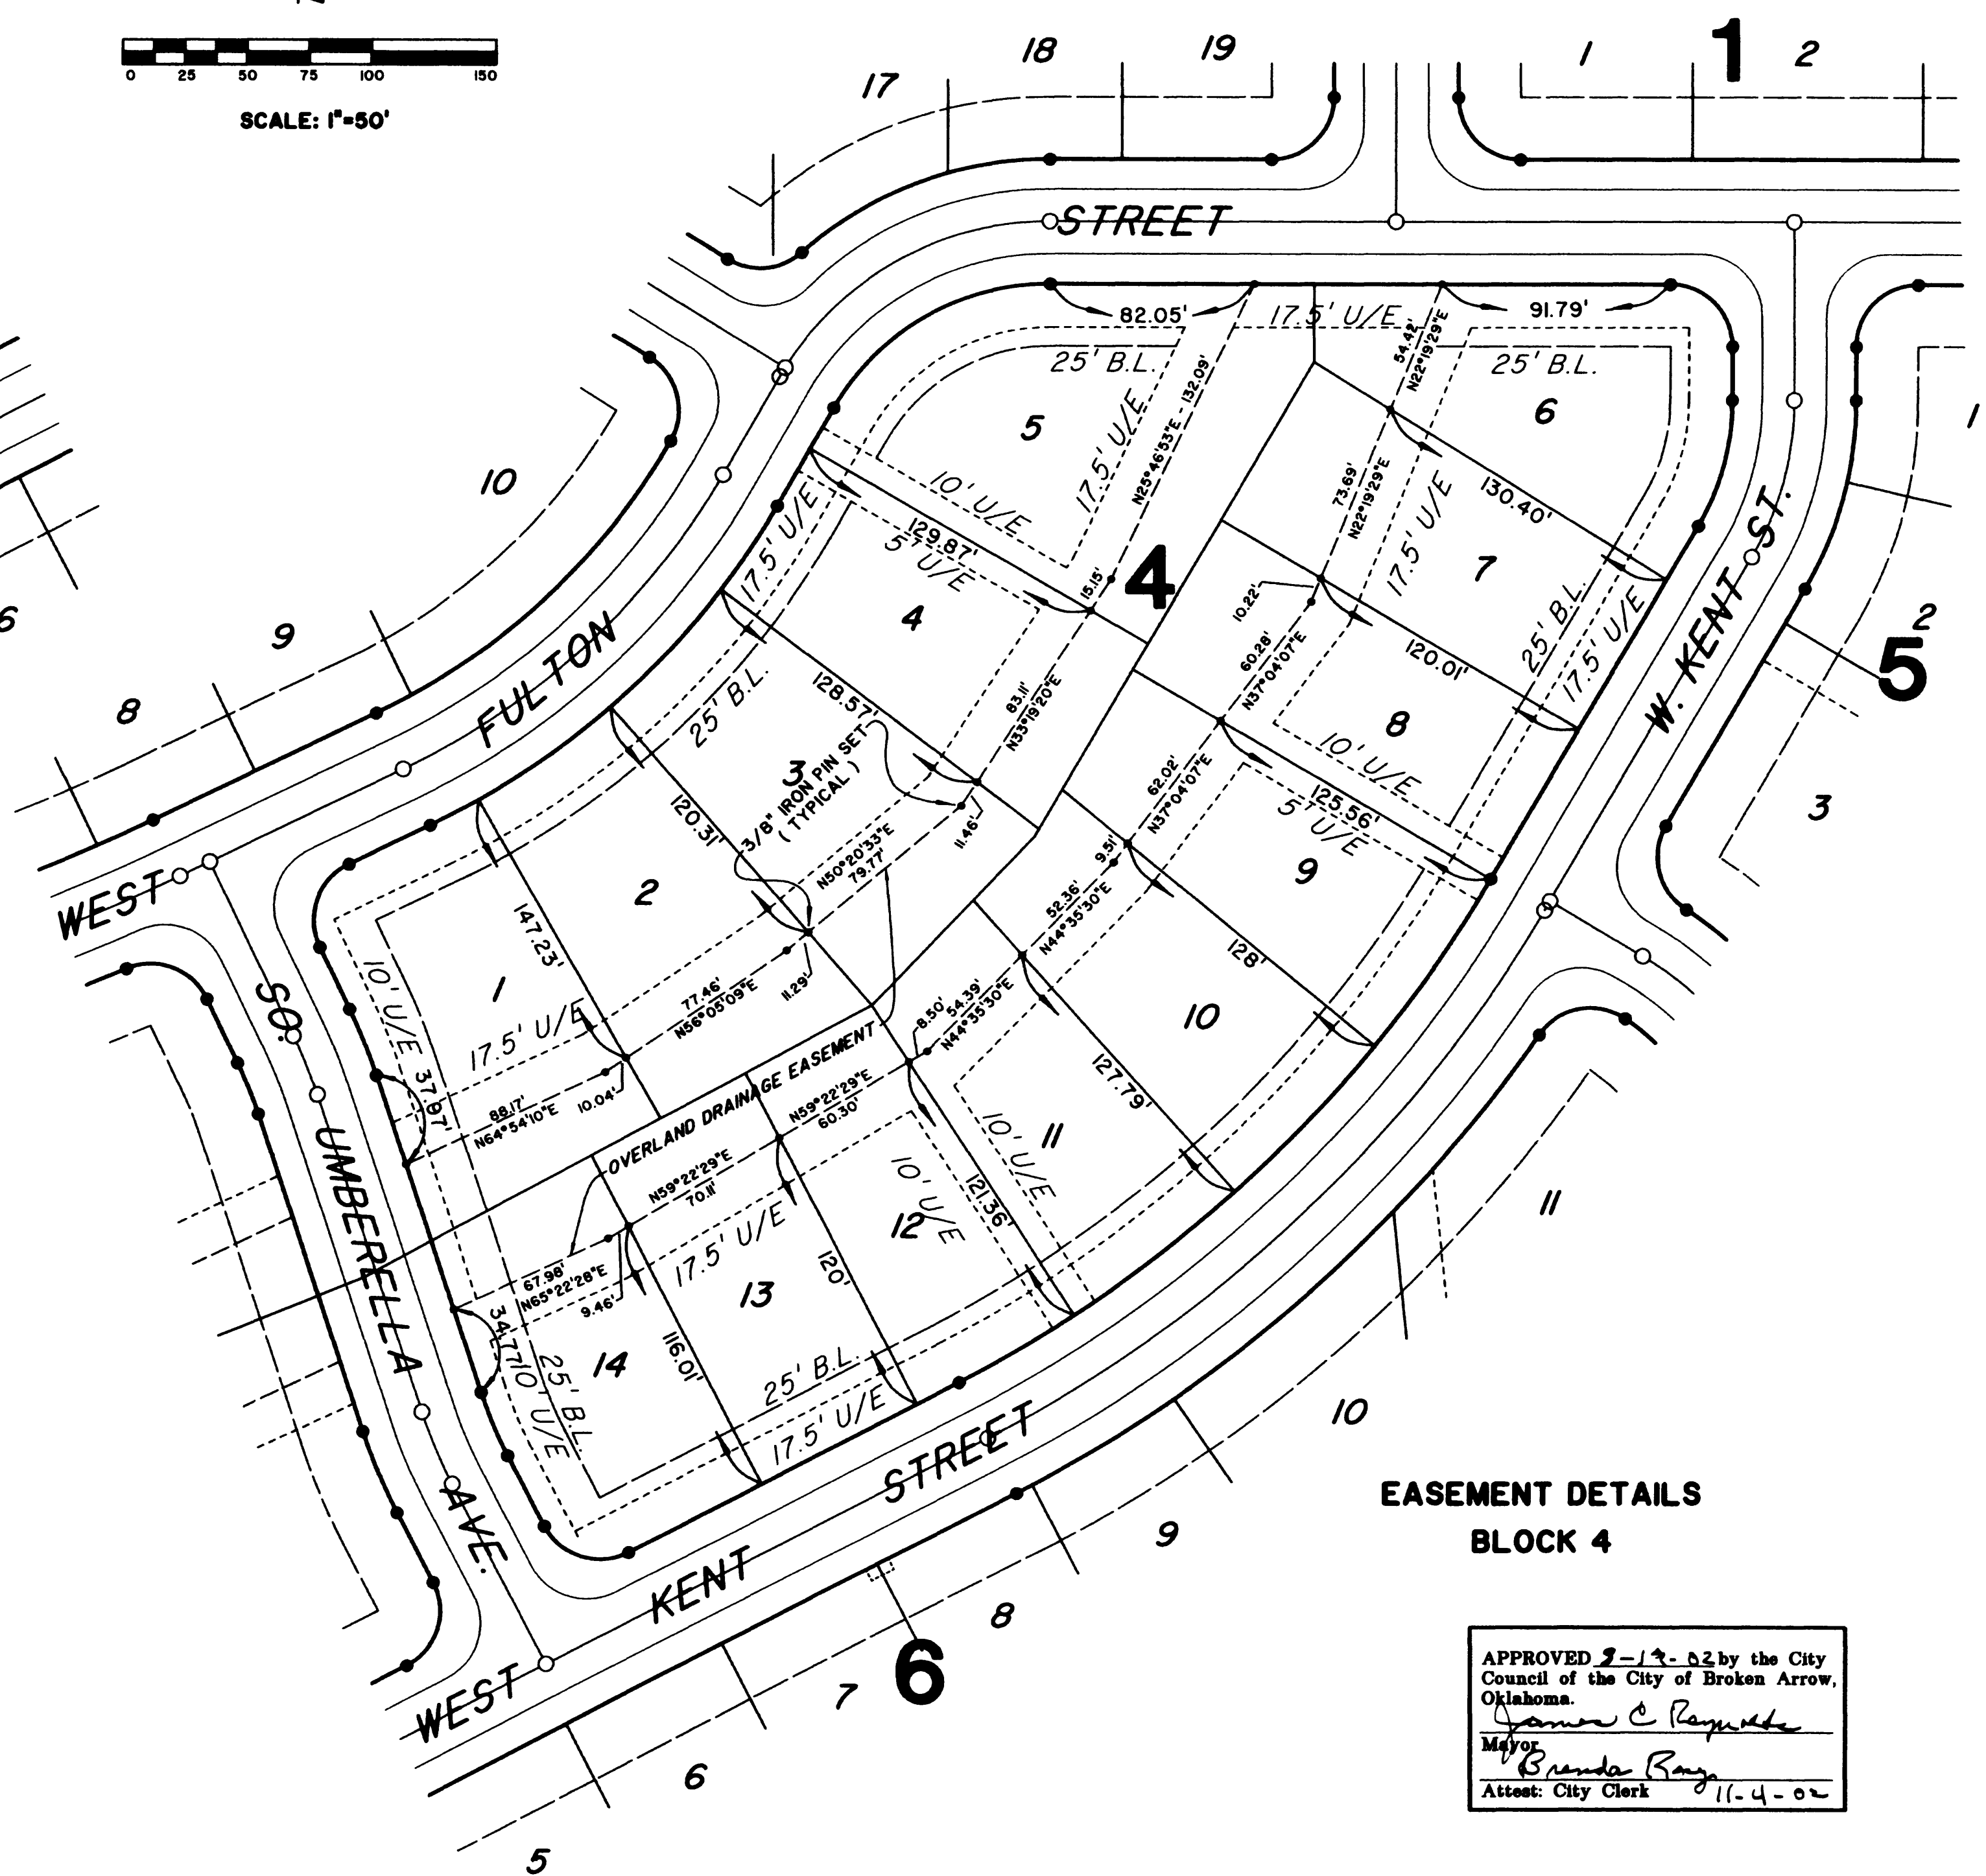 0 25 50 75 100 150
SCALE: 1"=50'
17
18
19
1
1
2
STREET
82.05'
17.5' U/E
91.79'
25' B.L.
54.42'
N22°19'29"E
25' B.L.
5
17.5' U/E
N25°46'53"E - 132.09'
6
10
10' U/E
73.69'
N22°19'29"E
130.40'
1
17.5' U/E
129.87'
5' U/E
15.15'
4
17.5' U/E
7
W. KENT ST.
4
10.22'
25' B.L.
17.5' U/E
6
9
FULTON
120.01'
2
5
8
25' B.L.
128.57'
83.11'
N33°19'20"E
60.28'
N37°04'07"E
8
10' U/E
3
3/8" IRON PIN SET
( TYPICAL )
120.31'
62.02'
N37°04'07"E
125.56'
5' U/E
3
N50°20'33"E
79.77'
11.46'
9.51'
9
WEST
2
147.23'
52.36'
N44°35'30"E
128'
1
10' U/E
77.46'
N56°05'09"E
11.29'
SO.
17.5' U/E
8.50'
54.39'
N44°35'30"E
10
37.97'
88.17'
N64°54'10"E
10.04'
OVERLAND DRAINAGE EASEMENT
N59°22'29"E
60.30'
127.79'
UMBERELLA
N59°22'29"E
70.11'
10' U/E
11
10' U/E
121.36'
12
11
67.98'
N65°22'28"E
9.46'
17.5' U/E
120'
13
34.77'
14
116.01'
25' B.L.
10' U/E
25' B.L.
17.5' U/E
10
STREET
AVE.
EASEMENT DETAILS
BLOCK 4
9
KENT
8
6
7
WEST
6
5
APPROVED by the City
Council of the City of Broken Arrow,
Oklahoma.
James C Reynolds
Mayor
Brenda
Attest: City Clerk 11-4-02